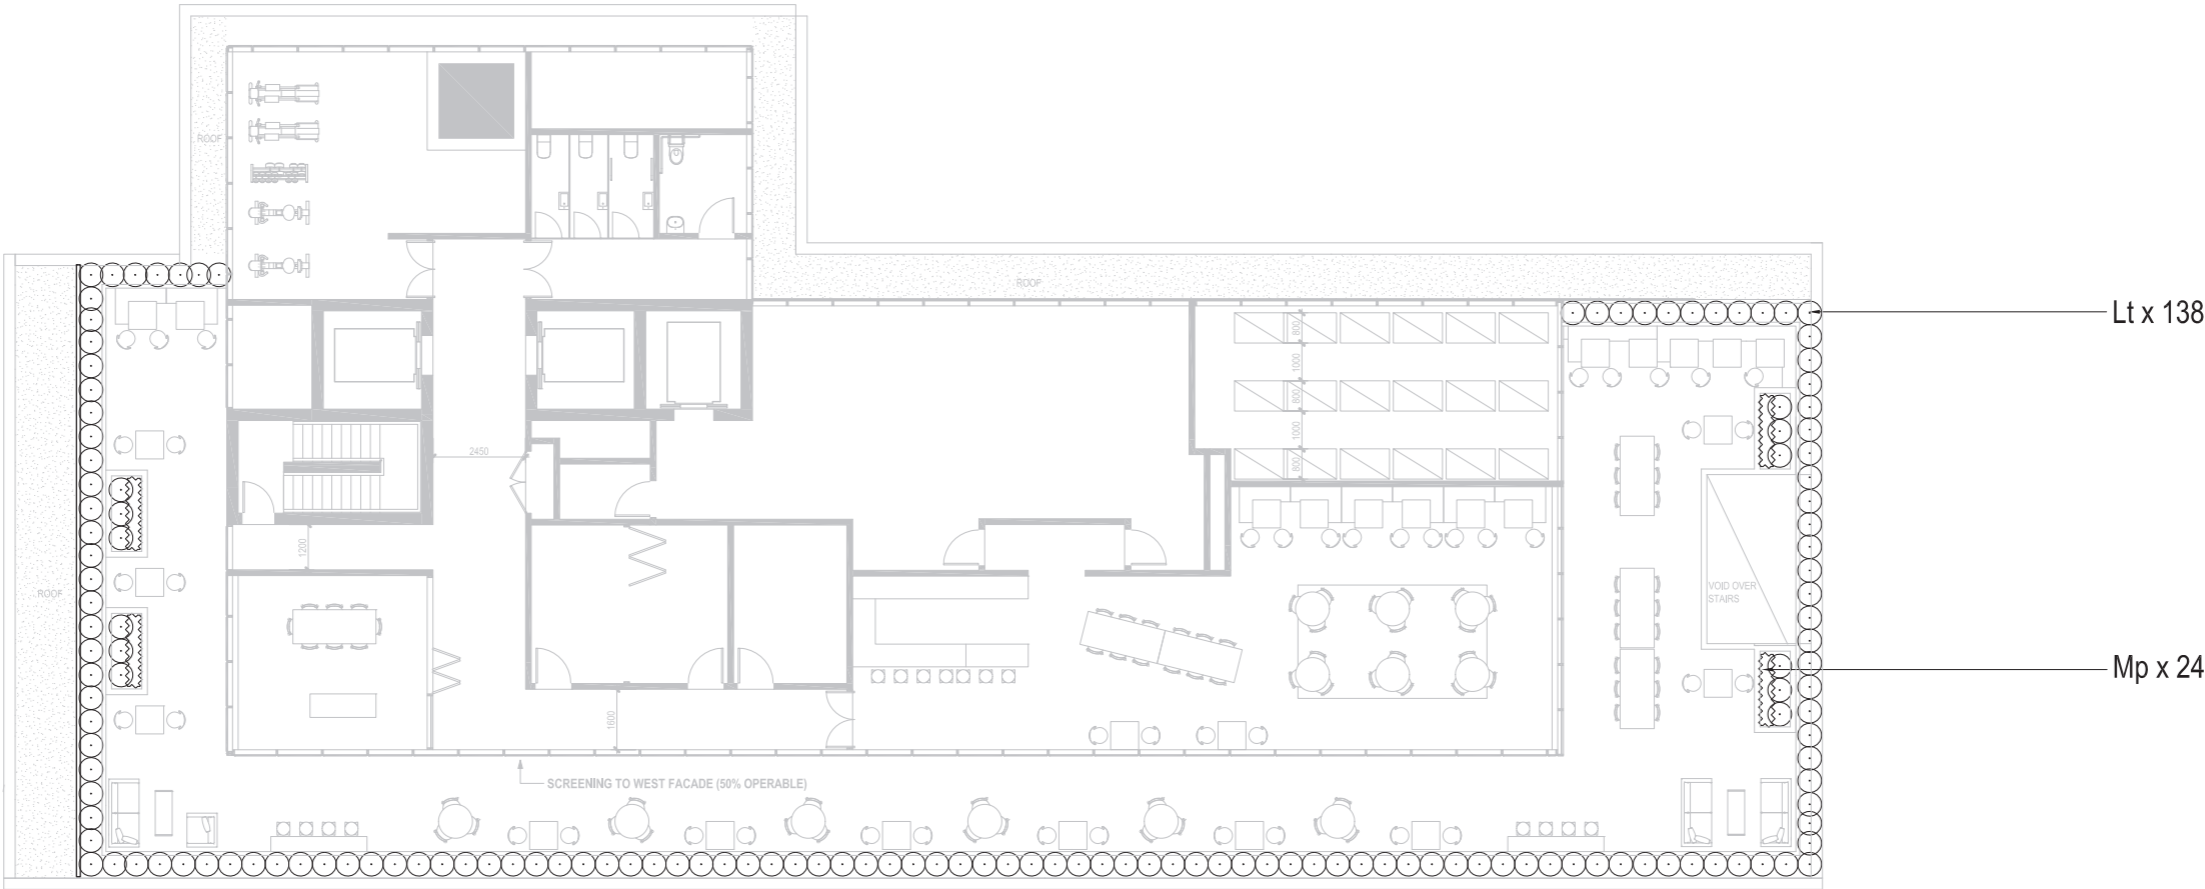 ROOF
ROOF
Lt x 138
800
1000
800
1000
800
2450
1200
ROOF
VOID OVER
STAIRS
Mp x 24
1600
SCREENING TO WEST FACADE (50% OPERABLE)